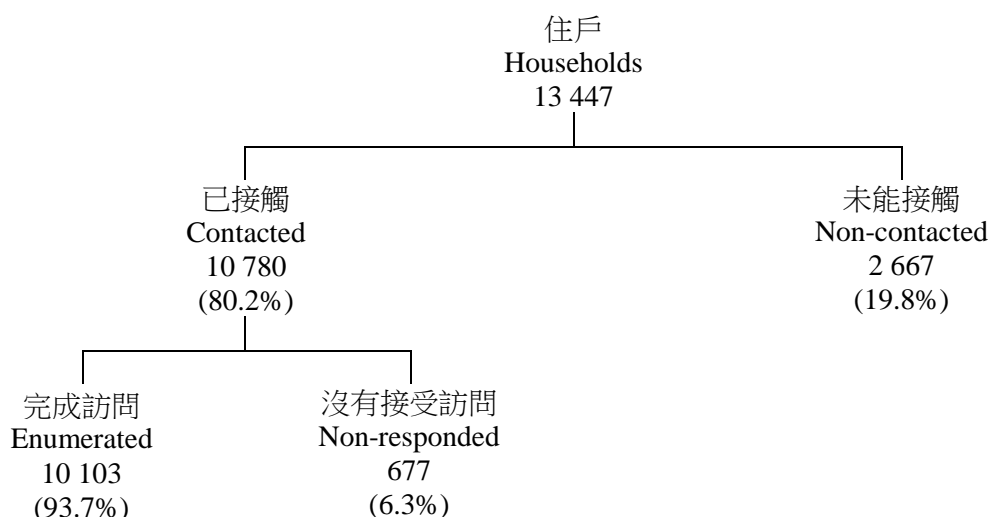 住戶
Households
13 447
已接觸
Contacted
10 780
(80.2%)
未能接觸
Non-contacted
2 667
(19.8%)
完成訪問
Enumerated
10 103
(93.7%)
沒有接受訪問
Non-responded
677
(6.3%)